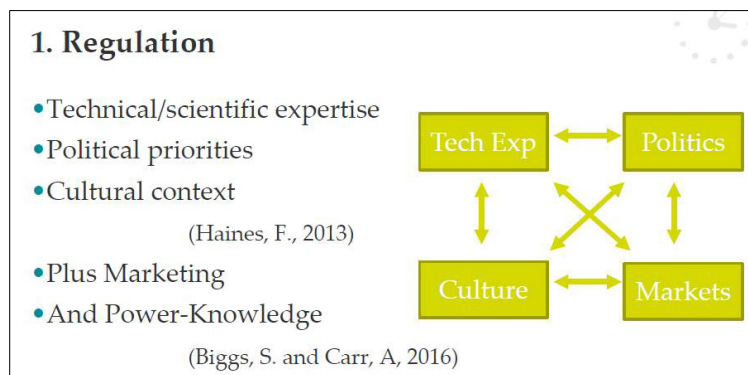 1. Regulation
•Technical/scientific expertise
•Political priorities
•Cultural context
(Haines, F., 2013)
•Plus Marketing
•And Power-Knowledge
(Biggs, S. and Carr, A, 2016)
Tech Exp
Politics
Culture
Markets